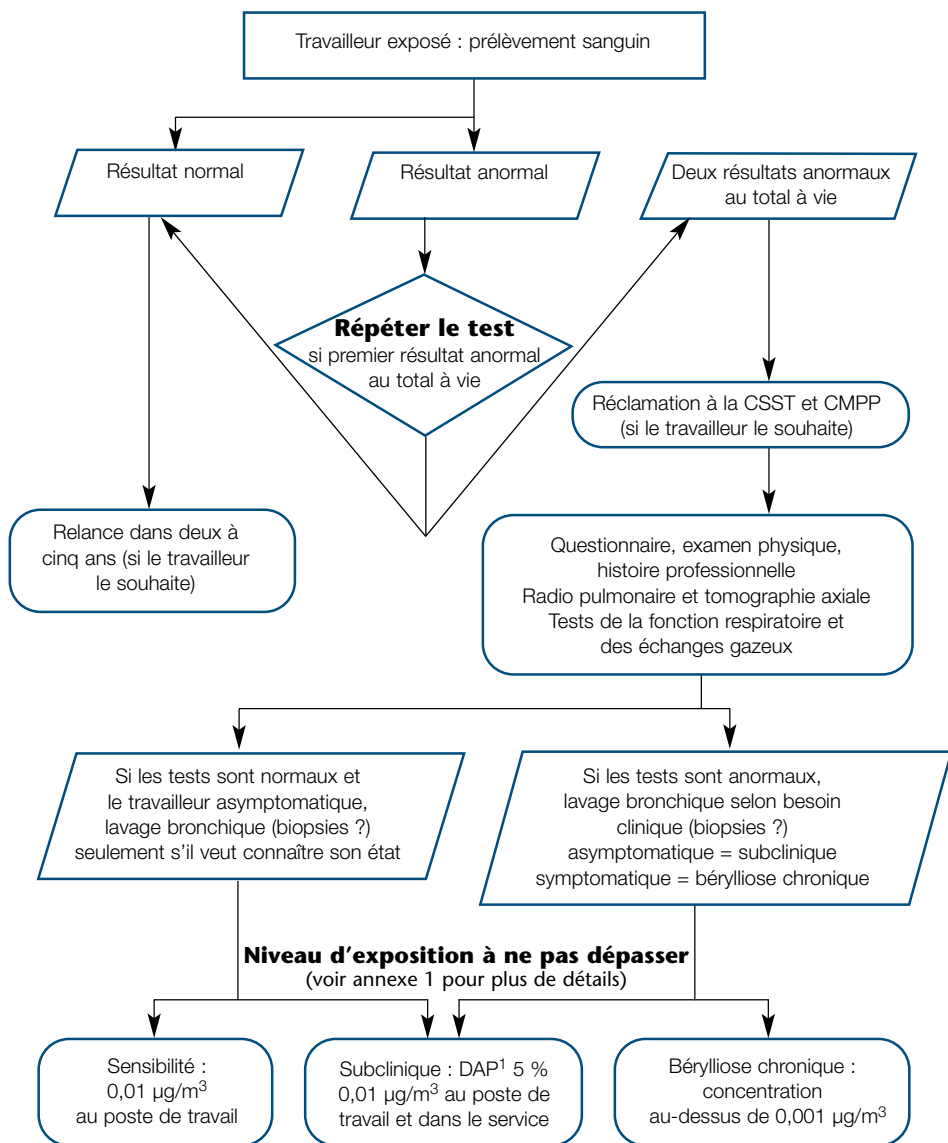 Travailleur exposé : prélèvement sanguin
Résultat normal
Résultat anormal
Deux résultats anormaux
au total à vie
Répéter le test
si premier résultat anormal
au total à vie
Réclamation à la CSST et CMPP
(si le travailleur le souhaite)
Relance dans deux à
cinq ans (si le travailleur
le souhaite)
Questionnaire, examen physique,
histoire professionnelle
Radio pulmonaire et tomographie axiale
Tests de la fonction respiratoire et
des échanges gazeux
Si les tests sont normaux et
le travailleur asymptomatique,
lavage bronchique (biopsies ?)
seulement s’il veut connaître son état
Si les tests sont anormaux,
lavage bronchique selon besoin
clinique (biopsies ?)
asymptomatique = subclinique
symptomatique = bérylliose chronique
Niveau d’exposition à ne pas dépasser
(voir annexe 1 pour plus de détails)
Sensibilité :
0,01 µg/m³
au poste de travail
Subclinique : DAP¹ 5 %
0,01 µg/m³ au poste de
travail et dans le service
Bérylliose chronique :
concentration
au-dessus de 0,001 µg/m³